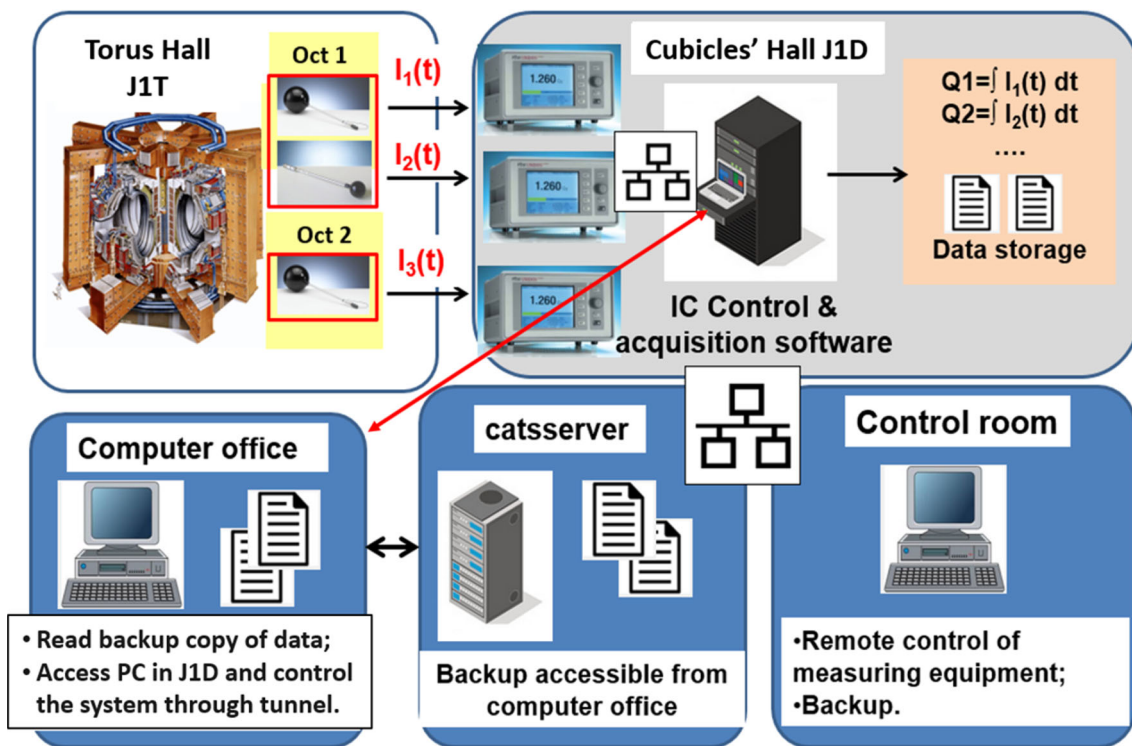 Torus Hall
J1T
Oct 1
Oct 2
I₁(t)
I₂(t)
I₃(t)
1.260
1.260
1.260
Cubicles' Hall J1D
IC Control &
acquisition software
Q1=∫ I₁(t) dt
Q2=∫ I₂(t) dt
....
Data storage
Computer office
• Read backup copy of data;
• Access PC in J1D and control
the system through tunnel.
catsserver
Backup accessible from
computer office
Control room
•Remote control of
measuring equipment;
•Backup.